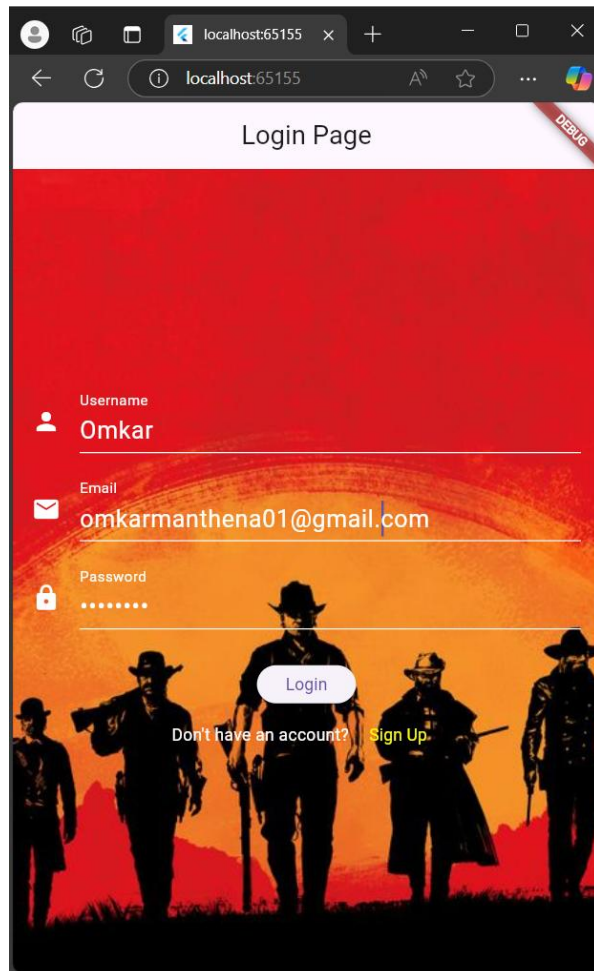 localhost:65155
localhost:65155
Login Page
DEBUG
Username
Omkar
Email
omkarmanthena01@gmail.com
Password
••••••••
Login
Don't have an account? Sign Up